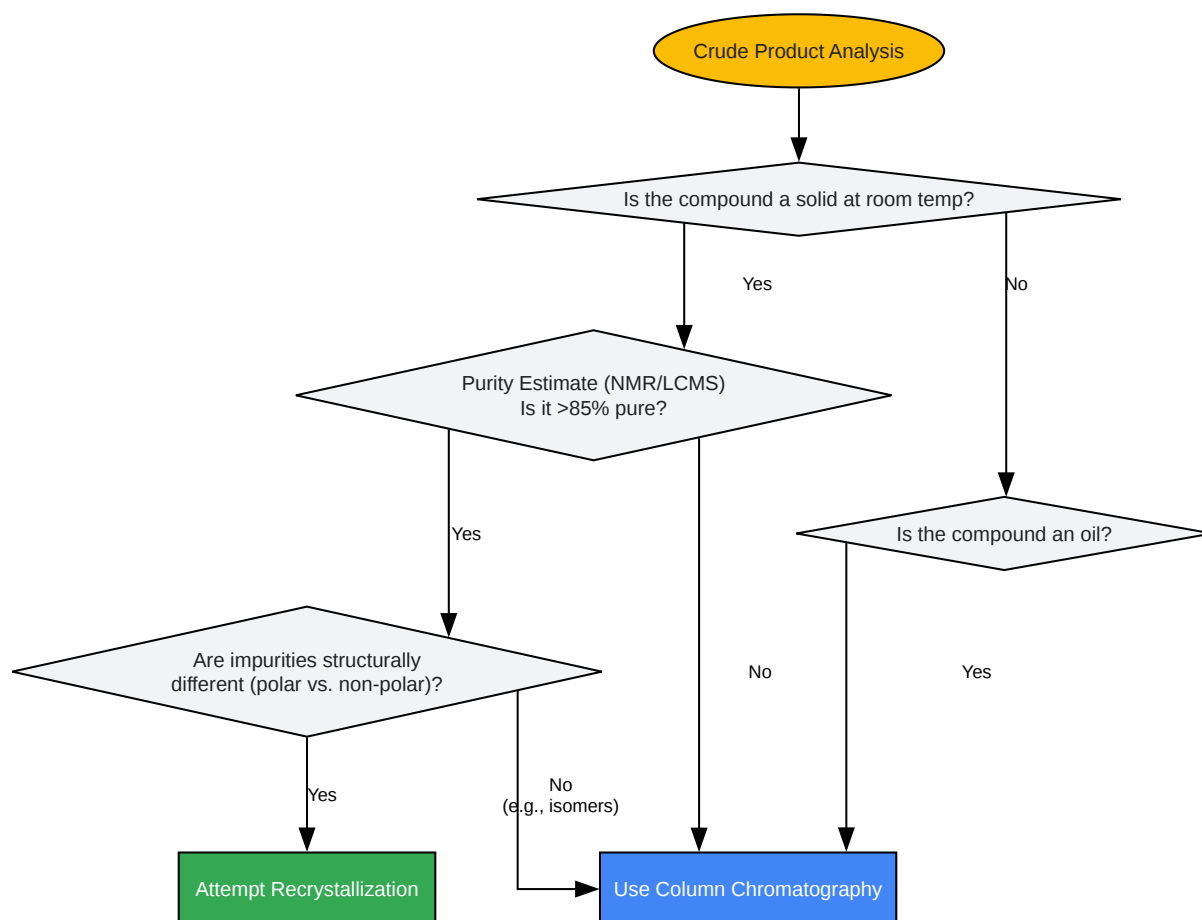 Crude Product Analysis
Is the compound a solid at room temp?
Yes
No
Purity Estimate (NMR/LCMS)
Is it >85% pure?
Yes
Is the compound an oil?
Are impurities structurally
different (polar vs. non-polar)?
No
Yes
Yes
No
(e.g., isomers)
Attempt Recrystallization
Use Column Chromatography